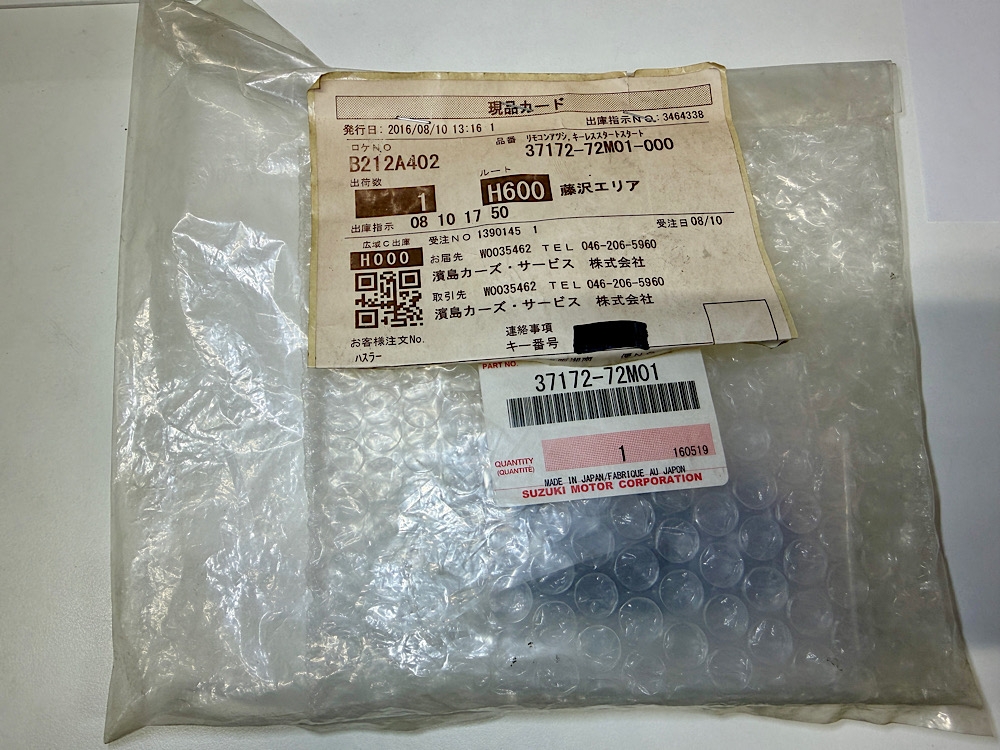 現品カード
発行日: 2016/08/10 13:16 1
出庫指示NO.: 3464338
ロケNO
B212A402
品番 リモコンアツシ,キーレススタートスタート
37172-72M01-000
出荷数
1
ルート
H600 藤沢エリア
出庫指示 08 10 17 50
受注日 08/10
広域C出庫
H000
受注NO 1390145 1
お届先 W0035462 TEL 046-206-5960
濱島カーズ・サービス 株式会社
取引先 W0035462 TEL 046-206-5960
濱島カーズ・サービス 株式会社
お客様注文No.
ハスラー
連絡事項
キー番号
PART NO.
37172-72M01
1 160519
QUANTITY
(QUANTITE)
MADE IN JAPAN/FABRIQUE AU JAPON
SUZUKI MOTOR CORPORATION